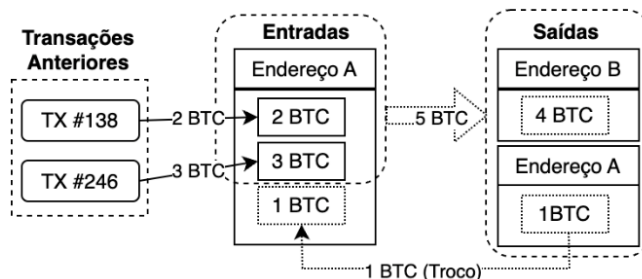 Transações
Anteriores
TX #138
TX #246
2 BTC
3 BTC
Entradas
Endereço A
2 BTC
3 BTC
1 BTC
5 BTC
Saídas
Endereço B
4 BTC
Endereço A
1BTC
1 BTC (Troco)